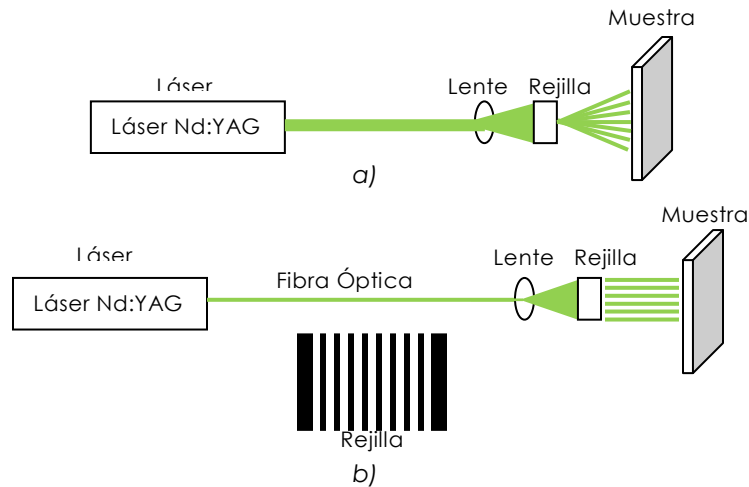 Muestra
Láser
Lente Rejilla
Láser Nd:YAG
a)
Muestra
Láser
Lente Rejilla
Fibra Óptica
Láser Nd:YAG
Rejilla
b)